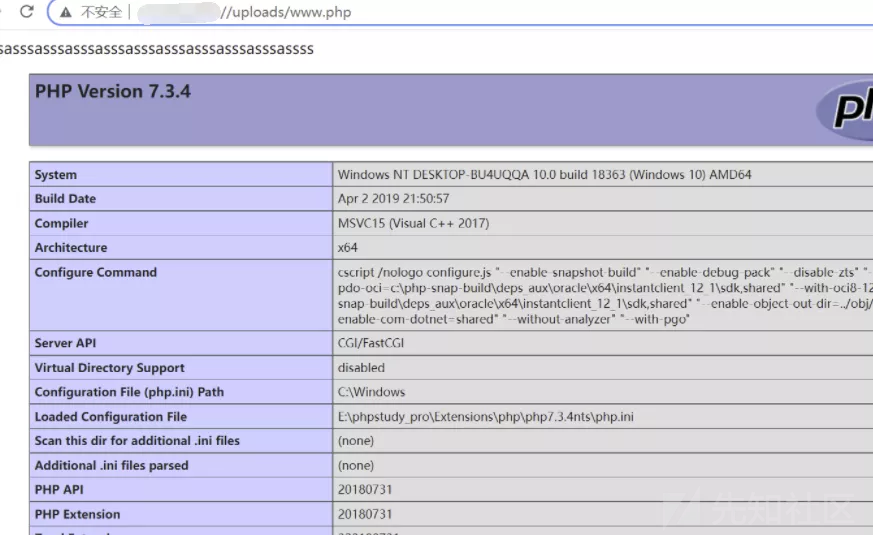 不安全 | //uploads/www.php
sasssasssasssasssasssasssasssasssasssassss
PHP Version 7.3.4
System Windows NT DESKTOP-BU4UQQA 10.0 build 18363 (Windows 10) AMD64
Build Date Apr 2 2019 21:50:57
Compiler MSVC15 (Visual C++ 2017)
Architecture x64
Configure Command cscript /nologo configure.js "--enable-snapshot-build" "--enable-debug-pack" "--disable-zts" "-
pdo-oci=c:\php-snap-build\deps_aux\oracle\x64\instantclient_12_1\sdk,shared" "--with-oci8-12
snap-build\deps_aux\oracle\x64\instantclient_12_1\sdk,shared" "--enable-object-out-dir=../obj/
enable-com-dotnet=shared" "--without-analyzer" "--with-pgo"
Server API CGI/FastCGI
Virtual Directory Support disabled
Configuration File (php.ini) Path C:\Windows
Loaded Configuration File E:\phpstudy_pro\Extensions\php\php7.3.4nts\php.ini
Scan this dir for additional .ini files (none)
Additional .ini files parsed (none)
PHP API 20180731
PHP Extension 20180731
先知社区